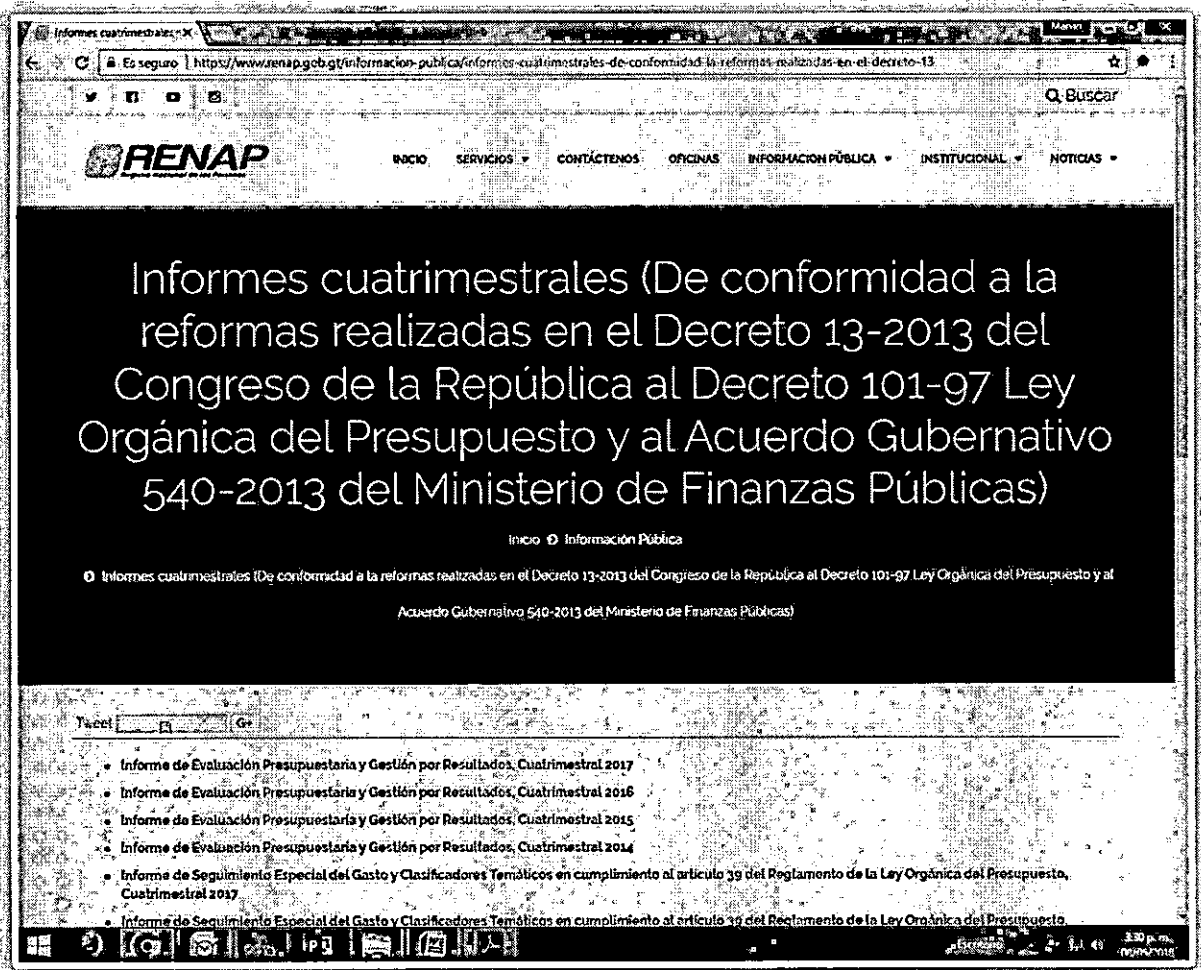 Informes cuatrimestrales
Es seguro | https://www.renap.gob.gt/informacion-publica/informes-cuatrimestrales-de-conformidad-la-reformas-realizadas-en-el-decreto-13
Buscar
RENAP
Registro Nacional de las Personas
INICIO SERVICIOS CONTÁCTENOS OFICINAS INFORMACION PÚBLICA INSTITUCIONAL NOTICIAS
Informes cuatrimestrales (De conformidad a la
reformas realizadas en el Decreto 13-2013 del
Congreso de la República al Decreto 101-97 Ley
Orgánica del Presupuesto y al Acuerdo Gubernativo
540-2013 del Ministerio de Finanzas Públicas)
Inicio Información Pública
Informes cuatrimestrales (De conformidad a la reformas realizadas en el Decreto 13-2013 del Congreso de la República al Decreto 101-97 Ley Orgánica del Presupuesto y al
Acuerdo Gubernativo 540-2013 del Ministerio de Finanzas Públicas)
Tweet G+
• Informe de Evaluación Presupuestaria y Gestión por Resultados, Cuatrimestral 2017
• Informe de Evaluación Presupuestaria y Gestión por Resultados, Cuatrimestral 2016
• Informe de Evaluación Presupuestaria y Gestión por Resultados, Cuatrimestral 2015
• Informe de Evaluación Presupuestaria y Gestión por Resultados, Cuatrimestral 2014
• Informe de Seguimiento Especial del Gasto y Clasificadores Temáticos en cumplimiento al artículo 39 del Reglamento de la Ley Orgánica del Presupuesto,
Cuatrimestral 2017
• Informe de Seguimiento Especial del Gasto y Clasificadores Temáticos en cumplimiento al artículo 39 del Reglamento de la Ley Orgánica del Presupuesto,
Escritorio 3:30 p. m.